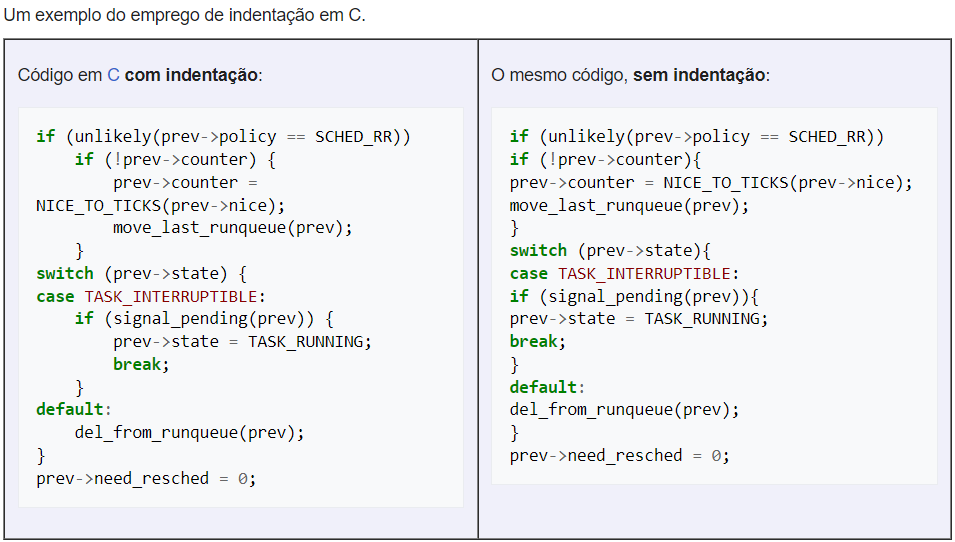 Um exemplo do emprego de indentação em C.
Código em C com indentação:
if (unlikely(prev->policy == SCHED_RR))
    if (!prev->counter) {
        prev->counter =
NICE_TO_TICKS(prev->nice);
        move_last_runqueue(prev);
    }
switch (prev->state) {
case TASK_INTERRUPTIBLE:
    if (signal_pending(prev)) {
        prev->state = TASK_RUNNING;
        break;
    }
default:
    del_from_runqueue(prev);
}
prev->need_resched = 0;
O mesmo código, sem indentação:
if (unlikely(prev->policy == SCHED_RR))
if (!prev->counter){
prev->counter = NICE_TO_TICKS(prev->nice);
move_last_runqueue(prev);
}
switch (prev->state){
case TASK_INTERRUPTIBLE:
if (signal_pending(prev)){
prev->state = TASK_RUNNING;
break;
}
default:
del_from_runqueue(prev);
}
prev->need_resched = 0;